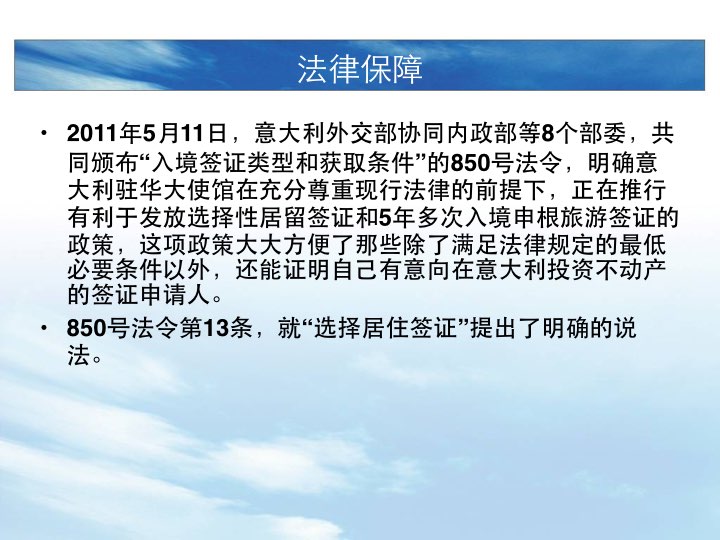 法律保障
• 2011年5月11日，意大利外交部协同内政部等8个部委，共
同颁布“入境签证类型和获取条件”的850号法令，明确意
大利驻华大使馆在充分尊重现行法律的前提下，正在推行
有利于发放选择性居留签证和5年多次入境申根旅游签证的
政策，这项政策大大方便了那些除了满足法律规定的最低
必要条件以外，还能证明自己有意向在意大利投资不动产
的签证申请人。
• 850号法令第13条，就“选择居住签证”提出了明确的说
法。